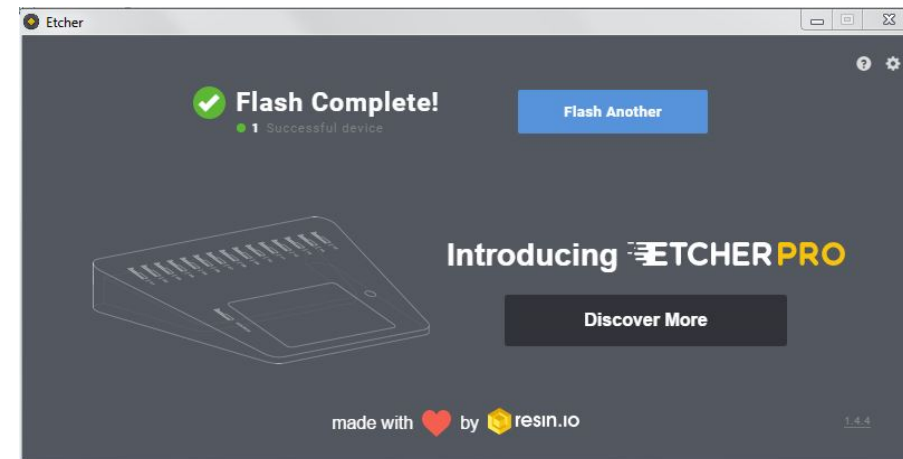 Etcher
Flash Complete!
1 Successful device
Flash Another
Introducing ETCHER PRO
Discover More
made with by resin.io
1.4.4